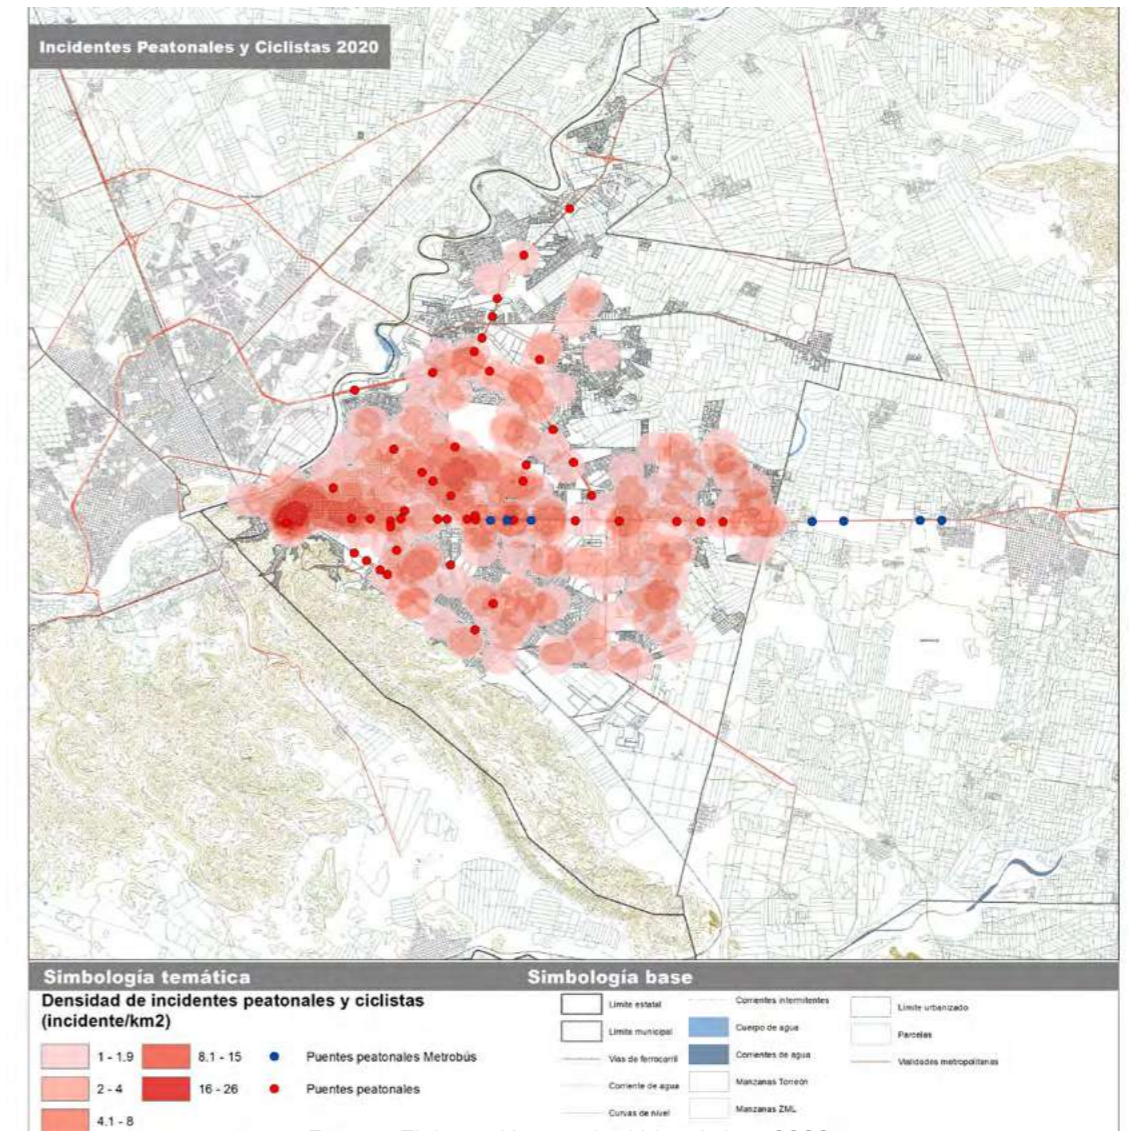 Incidentes Peatonales y Ciclistas 2020
Simbología temática
Densidad de incidentes peatonales y ciclistas
(incidente/km2)
1 - 1.9
8.1 - 15
Puentes peatonales Metrobús
2 - 4
16 - 26
Puentes peatonales
4.1 - 8
Simbología base
Límite estatal
Corrientes intermitentes
Límite urbanizado
Límite municipal
Cuerpo de agua
Parcelas
Vías de ferrocarril
Corrientes de agua
Vialidades metropolitanas
Corriente de agua
Manzanas Torreón
Curvas de nivel
Manzanas ZML